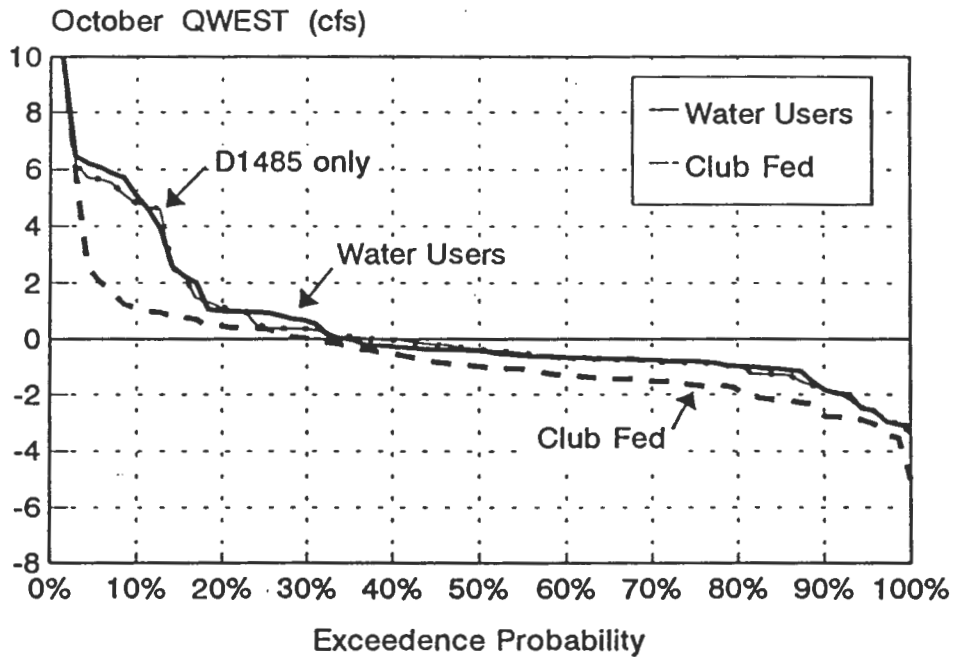 October QWEST (cfs)
10
8
6
4
2
0
-2
-4
-6
-8
Water Users
Club Fed
D1485 only
Water Users
Club Fed
0% 10% 20% 30% 40% 50% 60% 70% 80% 90% 100%
Exceedence Probability